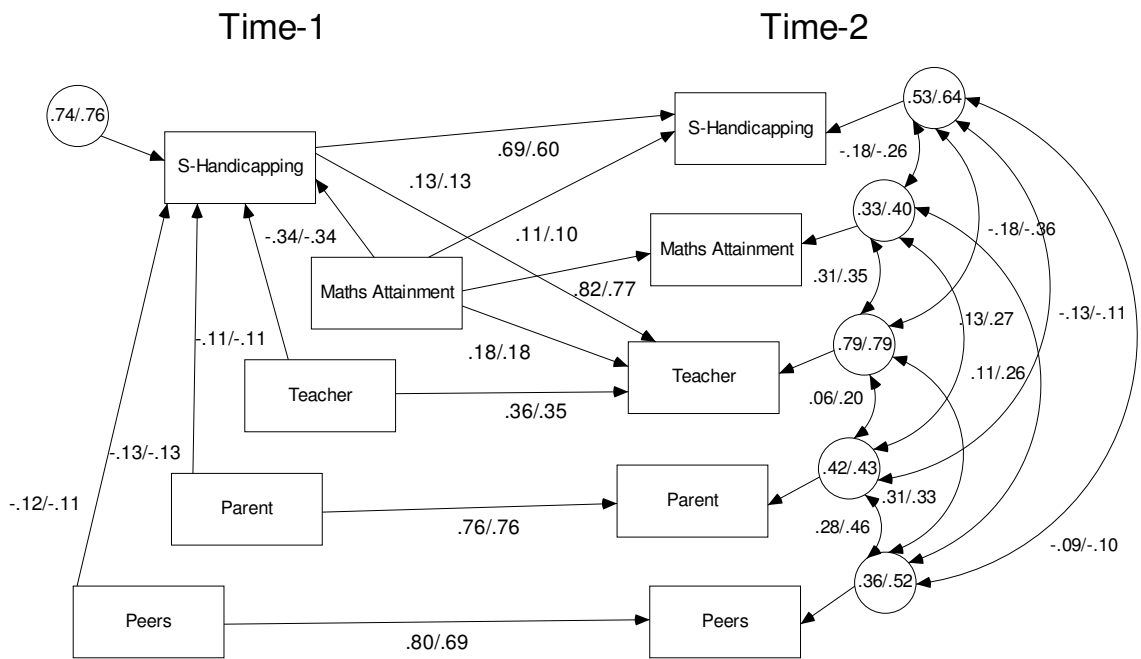 Time-1
Time-2
.74/.76
.53/.64
S-Handicapping
S-Handicapping
.69/.60
-.18/-.26
.13/.13
.33/.40
-.34/-.34
.11/.10
-.18/-.36
Maths Attainment
Maths Attainment
.31/.35
.82/.77
-.13/-.11
.13/.27
-.11/-.11
.18/.18
.79/.79
Teacher
.11/.26
Teacher
.36/.35
.06/.20
-.13/-.13
.42/.43
-.12/-.11
Parent
Parent
.31/.33
.76/.76
.28/.46
-.09/-.10
.36/.52
Peers
Peers
.80/.69